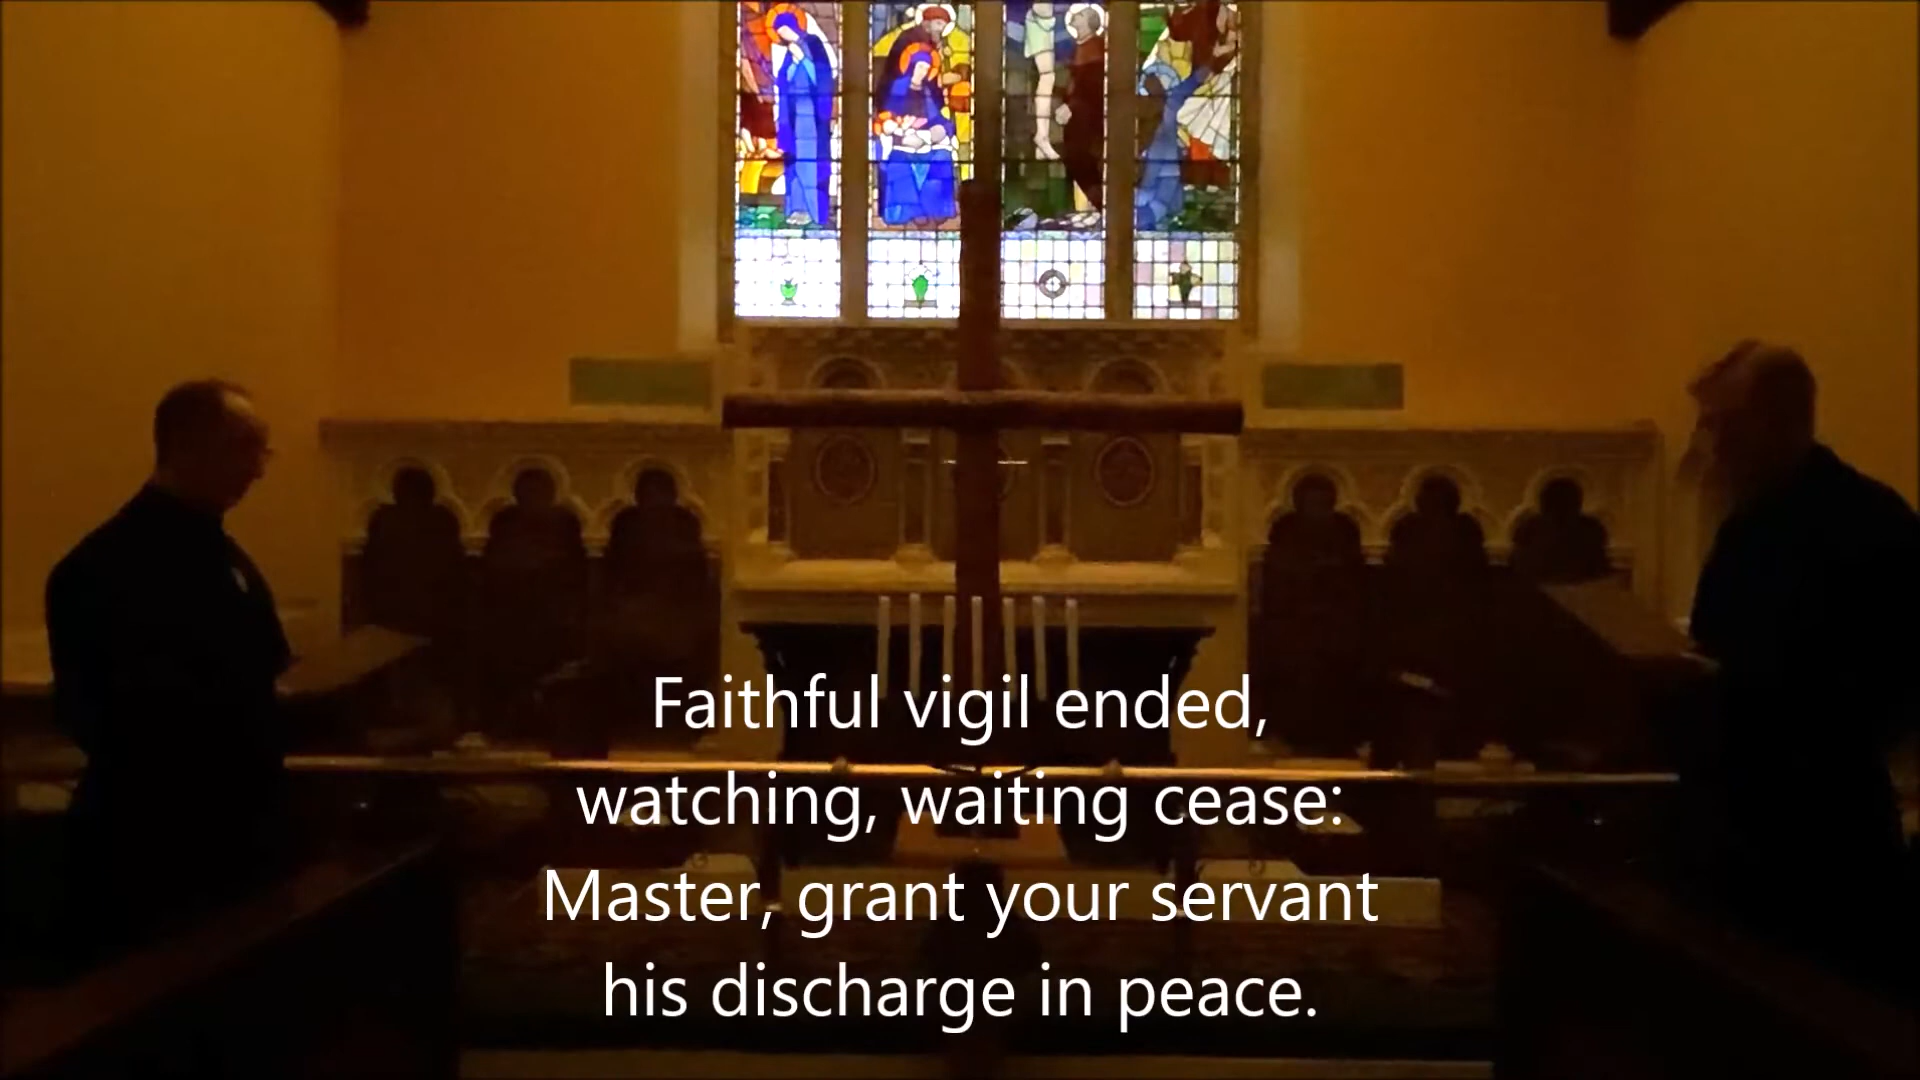 Faithful vigil ended,
watching, waiting cease:
Master, grant your servant
his discharge in peace.